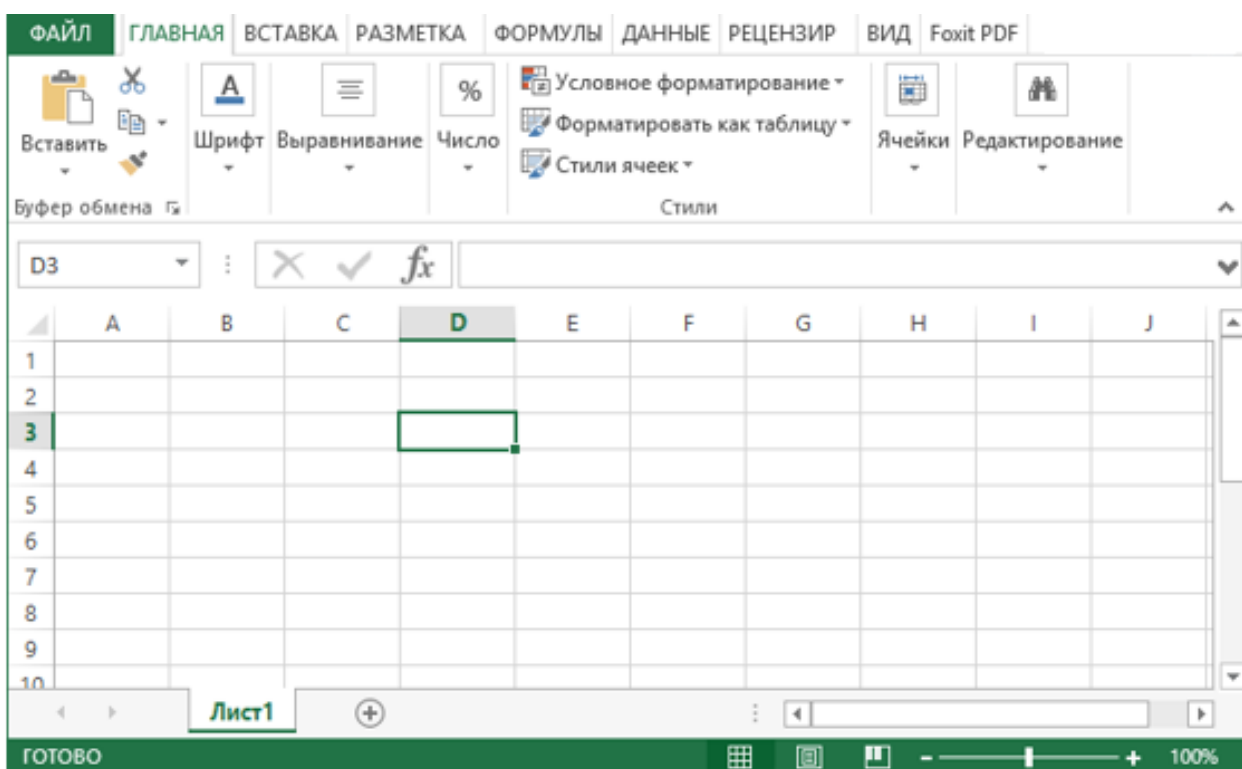 ФАЙЛ ГЛАВНАЯ ВСТАВКА РАЗМЕТКА ФОРМУЛЫ ДАННЫЕ РЕЦЕНЗИР ВИД Foxit PDF
% Условное форматирование
Форматировать как таблицу
Вставить Шрифт Выравнивание Число Ячейки Редактирование
Стили ячеек
Буфер обмена Стили
D3 fx
A B C D E F G H I J
1
2
3
4
5
6
7
8
9
10
Лист1
ГОТОВО 100%